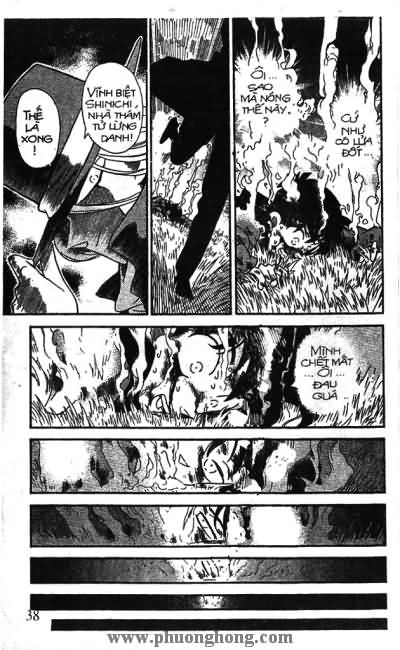 ÔI ...
SAO
MÀ NÓNG
THẾ NÀY.
?
CỨ
NHƯ
CÓ LỬA
ĐỐT ...
VĨNH BIỆT
SHINICHI,
NHÀ THÁM
TỬ LỪNG
DANH!
THẾ
LÀ
XONG!
MÌNH
CHẾT MẤT
... ÔI ...
ĐAU
QUÁ ...
38
www.phuonghong.com